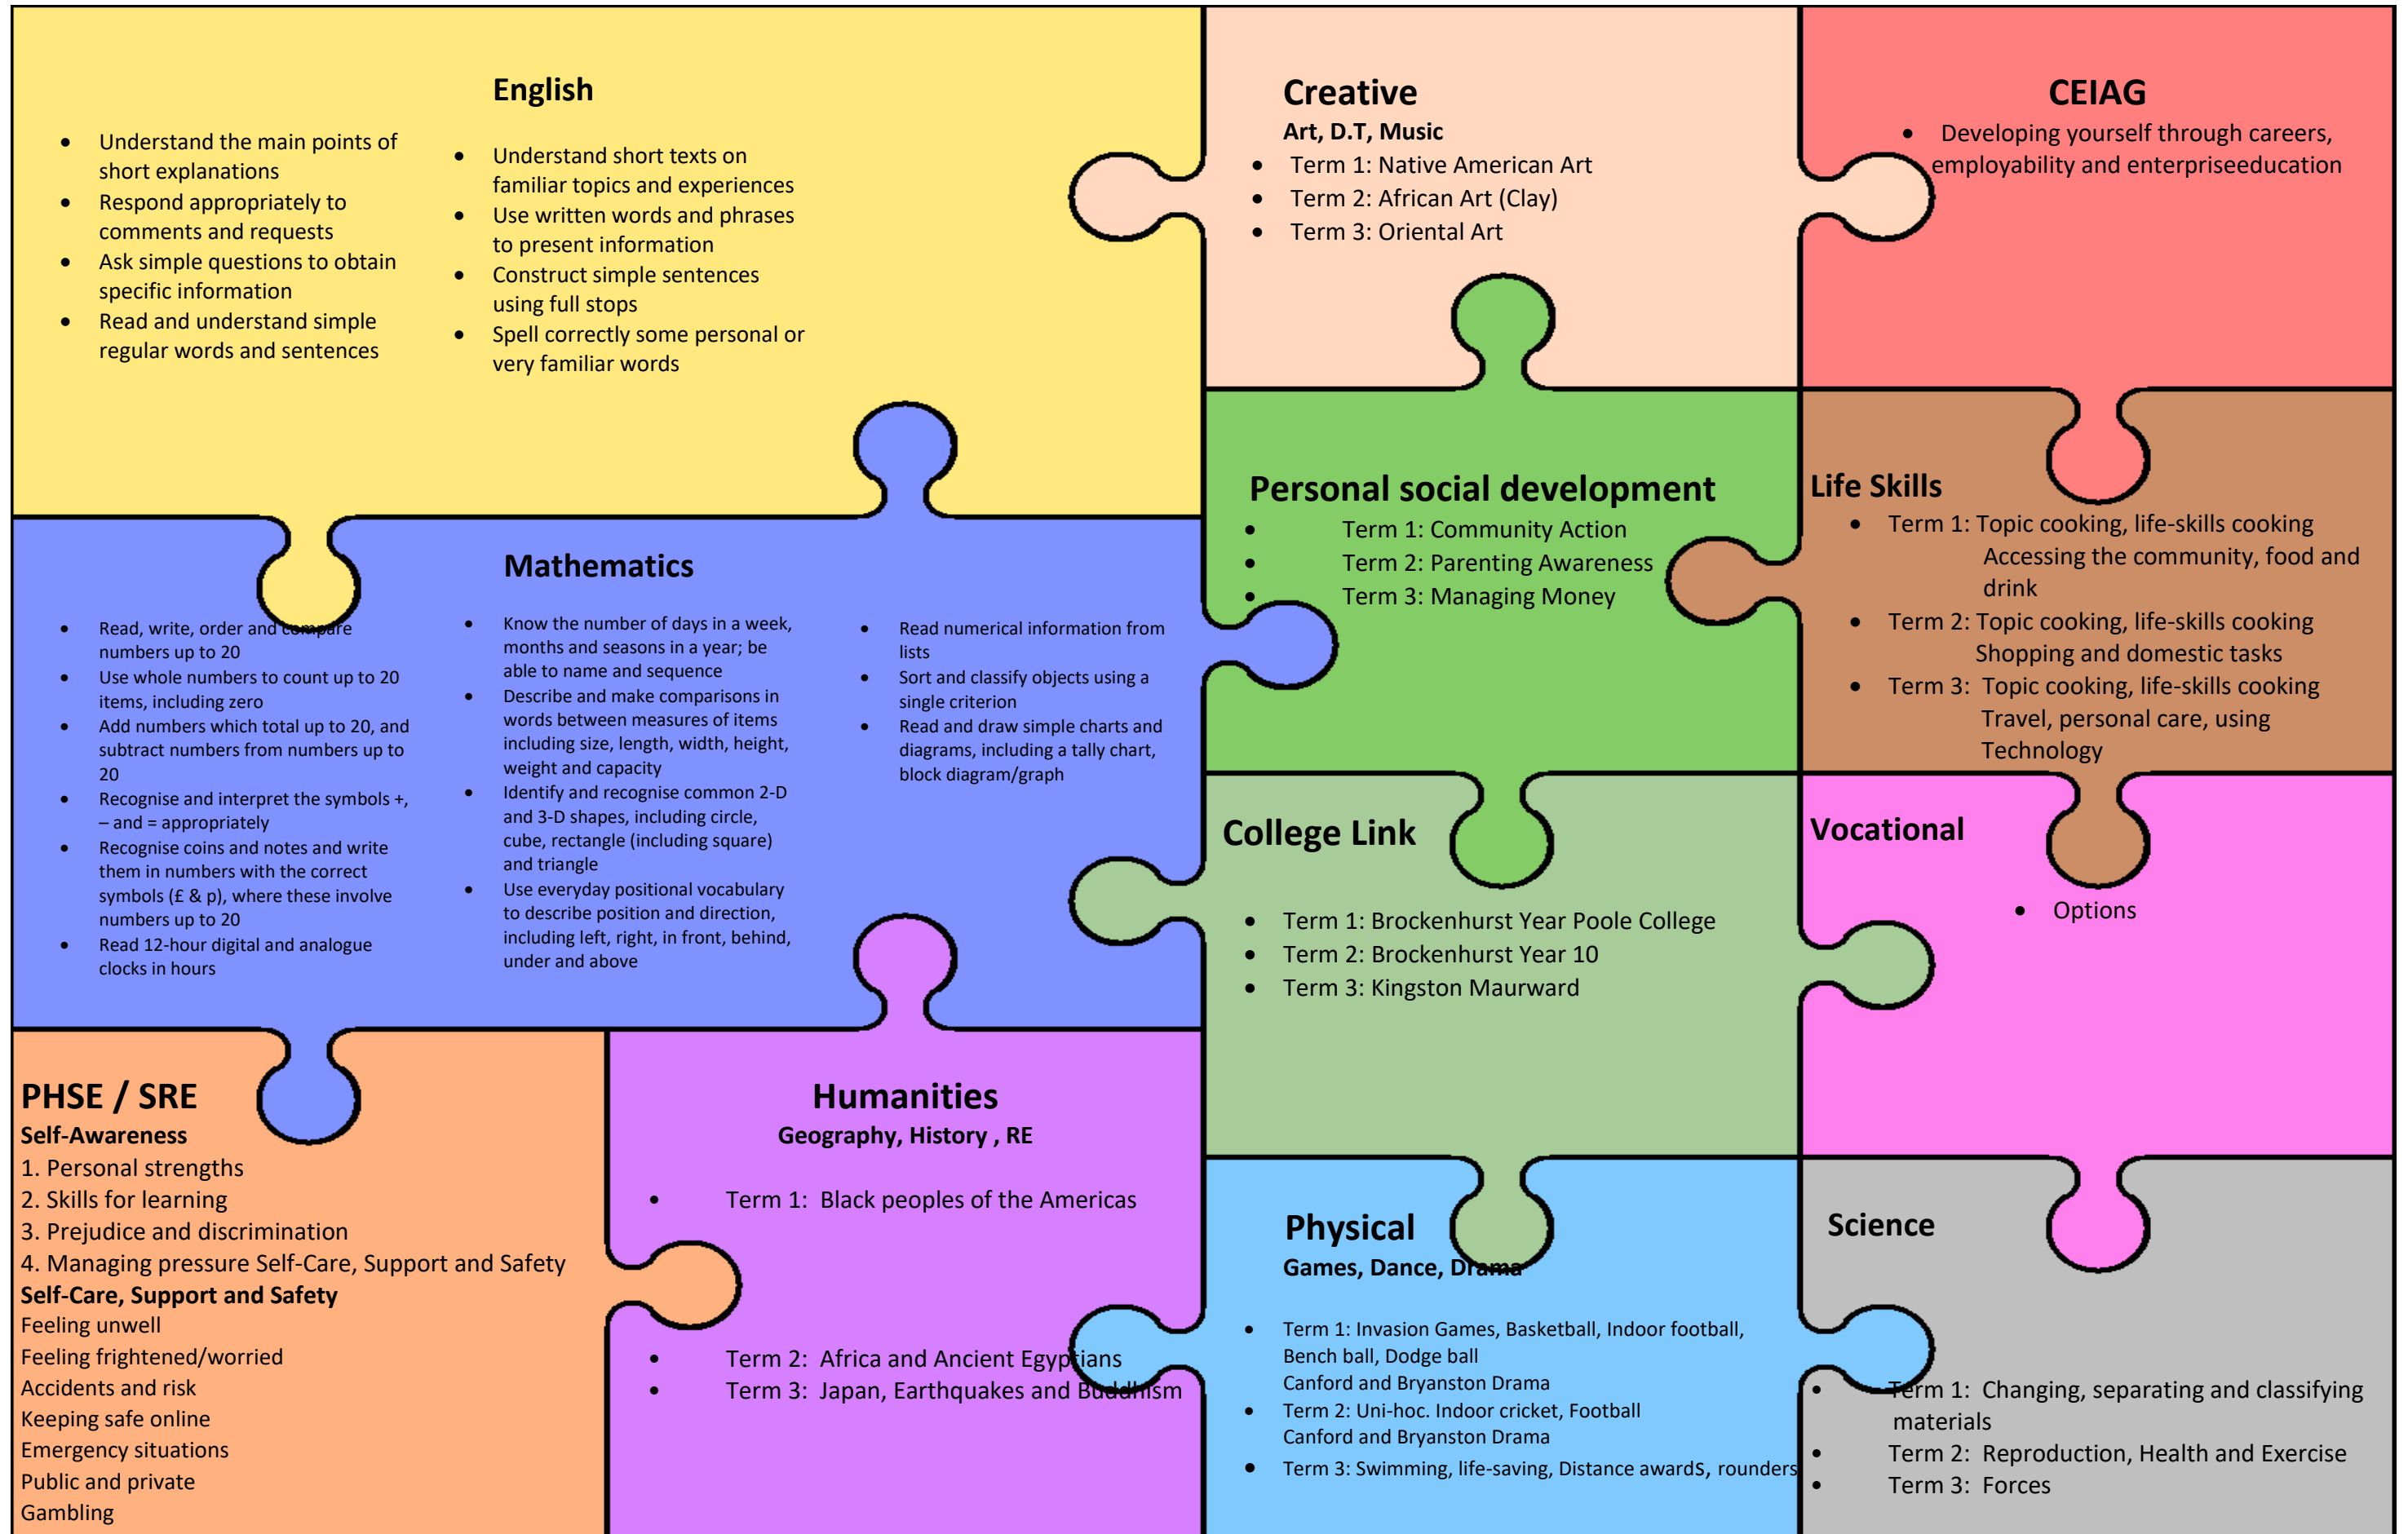 English
• Understand the main points of
short explanations
• Respond appropriately to
comments and requests
• Ask simple questions to obtain
specific information
• Read and understand simple
regular words and sentences
• Understand short texts on
familiar topics and experiences
• Use written words and phrases
to present information
• Construct simple sentences
using full stops
• Spell correctly some personal or
very familiar words
Creative
Art, D.T, Music
• Term 1: Native American Art
• Term 2: African Art (Clay)
• Term 3: Oriental Art
CEIAG
• Developing yourself through careers,
employability and enterpriseeducation
Mathematics
• Read, write, order and compare
numbers up to 20
• Use whole numbers to count up to 20
items, including zero
• Add numbers which total up to 20, and
subtract numbers from numbers up to
20
• Recognise and interpret the symbols +,
– and = appropriately
• Recognise coins and notes and write
them in numbers with the correct
symbols (£ & p), where these involve
numbers up to 20
• Read 12-hour digital and analogue
clocks in hours
• Know the number of days in a week,
months and seasons in a year; be
able to name and sequence
• Describe and make comparisons in
words between measures of items
including size, length, width, height,
weight and capacity
• Identify and recognise common 2-D
and 3-D shapes, including circle,
cube, rectangle (including square)
and triangle
• Use everyday positional vocabulary
to describe position and direction,
including left, right, in front, behind,
under and above
• Read numerical information from
lists
• Sort and classify objects using a
single criterion
• Read and draw simple charts and
diagrams, including a tally chart,
block diagram/graph
Personal social development
• Term 1: Community Action
• Term 2: Parenting Awareness
• Term 3: Managing Money
Life Skills
• Term 1: Topic cooking, life-skills cooking
Accessing the community, food and
drink
• Term 2: Topic cooking, life-skills cooking
Shopping and domestic tasks
• Term 3: Topic cooking, life-skills cooking
Travel, personal care, using
Technology
College Link
• Term 1: Brockenhurst Year Poole College
• Term 2: Brockenhurst Year 10
• Term 3: Kingston Maurward
Vocational
• Options
PHSE / SRE
Self-Awareness
1. Personal strengths
2. Skills for learning
3. Prejudice and discrimination
4. Managing pressure Self-Care, Support and Safety
Self-Care, Support and Safety
Feeling unwell
Feeling frightened/worried
Accidents and risk
Keeping safe online
Emergency situations
Public and private
Gambling
Humanities
Geography, History , RE
• Term 1: Black peoples of the Americas
• Term 2: Africa and Ancient Egyptians
• Term 3: Japan, Earthquakes and Buddhism
Physical
Games, Dance, Drama
• Term 1: Invasion Games, Basketball, Indoor football,
Bench ball, Dodge ball
Canford and Bryanston Drama
• Term 2: Uni-hoc. Indoor cricket, Football
Canford and Bryanston Drama
• Term 3: Swimming, life-saving, Distance awards, rounders
Science
• Term 1: Changing, separating and classifying
materials
• Term 2: Reproduction, Health and Exercise
• Term 3: Forces